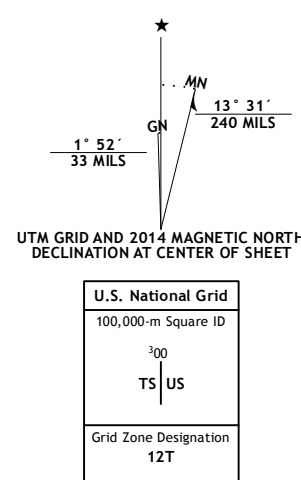 ★
MN
GN
13° 31´
240 MILS
1° 52´
33 MILS
UTM GRID AND 2014 MAGNETIC NORTH
DECLINATION AT CENTER OF SHEET
U.S. National Grid
100,000-m Square ID
³00
TS US
Grid Zone Designation
12T